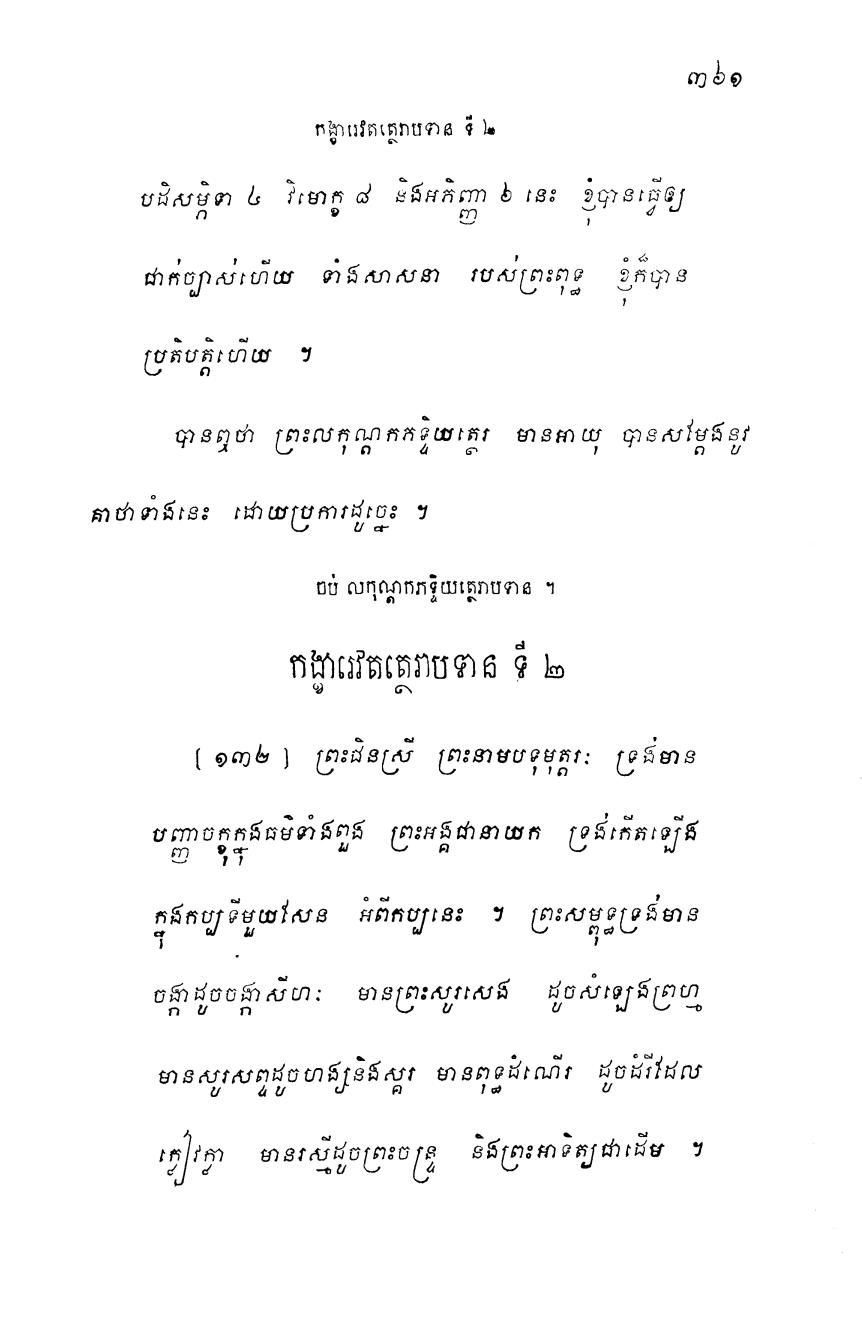 ៣៦១
កង្ខារេវតត្ថេរាបទាន ទី ២
បដិសម្ភិទា ៤ វិមោក្ខ ៨ និងអភិញ្ញា ៦ នេះ ខ្ញុំបានធ្វើឲ្យ
ជាក់ច្បាស់ហើយ ទាំងសាសនា របស់ព្រះពុទ្ធ ខ្ញុំក៏បាន
ប្រតិបត្តិហើយ ។
បានឮថា ព្រះលកុណ្ដកភទ្ទិយត្ថេរ មានអាយុ បានសម្ដែងនូវ
គាថាទាំងនេះ ដោយប្រការដូច្នេះ ។
ចប់ លកុណ្ដកភទ្ទិយត្ថេរាបទាន ។
កង្ខារេវតត្ថេរាបទាន ទី ២
[ ១៣២ ] ព្រះជិនស្រី ព្រះនាមបទុមុត្តរៈ ទ្រង់មាន
បញ្ញាចក្ខុក្នុងធម៌ទាំងពួង ព្រះអង្គជានាយក ទ្រង់កើតឡើង
ក្នុងកប្បទីមួយសែន អំពីកប្បនេះ ។ ព្រះសម្ពុទ្ធទ្រង់មាន
ចង្កាដូចចង្កាសីហៈ មានព្រះសូរសេង ដូចសំឡេងព្រហ្ម
មានសូរសព្ទដូចហង្សនិងស្គរ មានពុទ្ធដំណើរ ដូចដំរីដែល
ក្លៀវក្លា មានរស្មីដូចព្រះចន្ទ្រ និងព្រះអាទិត្យជាដើម ។